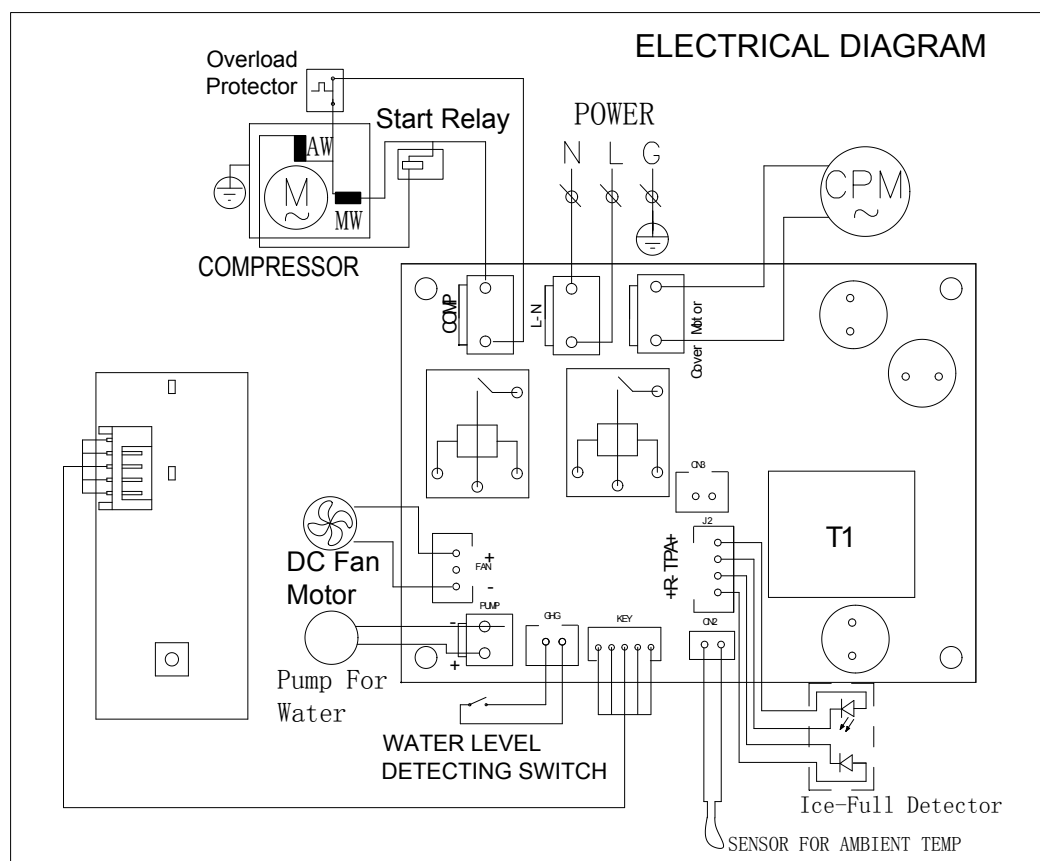 ELECTRICAL DIAGRAM
Overload
Protector
Start Relay
POWER
N L G
AW
M
~
MW
CPM
~
COMPRESSOR
COMP
L-N
Cover Motor
CN3
J2
T1
+R-TPA+
DC Fan
Motor
+
FAN
-
PUMP
-
+
GHG
KEY
CN2
Pump For
Water
WATER LEVEL
DETECTING SWITCH
Ice-Full Detector
SENSOR FOR AMBIENT TEMP